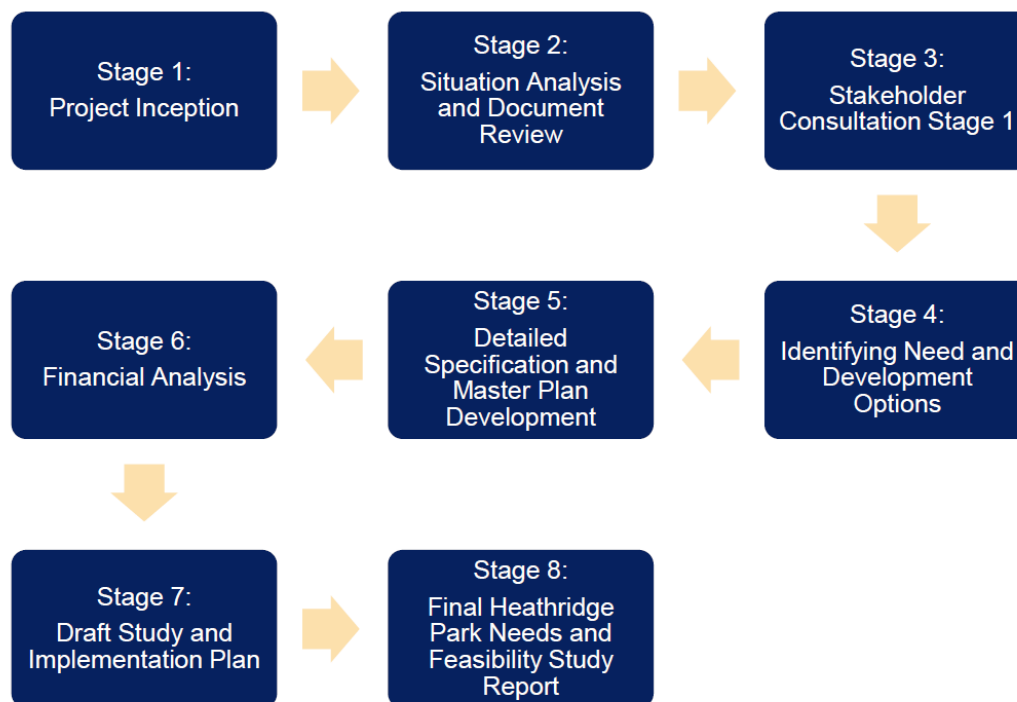 Stage 1:
Project Inception
Stage 2:
Situation Analysis
and Document
Review
Stage 3:
Stakeholder
Consultation Stage 1
Stage 4:
Identifying Need and
Development
Options
Stage 5:
Detailed
Specification and
Master Plan
Development
Stage 6:
Financial Analysis
Stage 7:
Draft Study and
Implementation Plan
Stage 8:
Final Heathridge
Park Needs and
Feasibility Study
Report